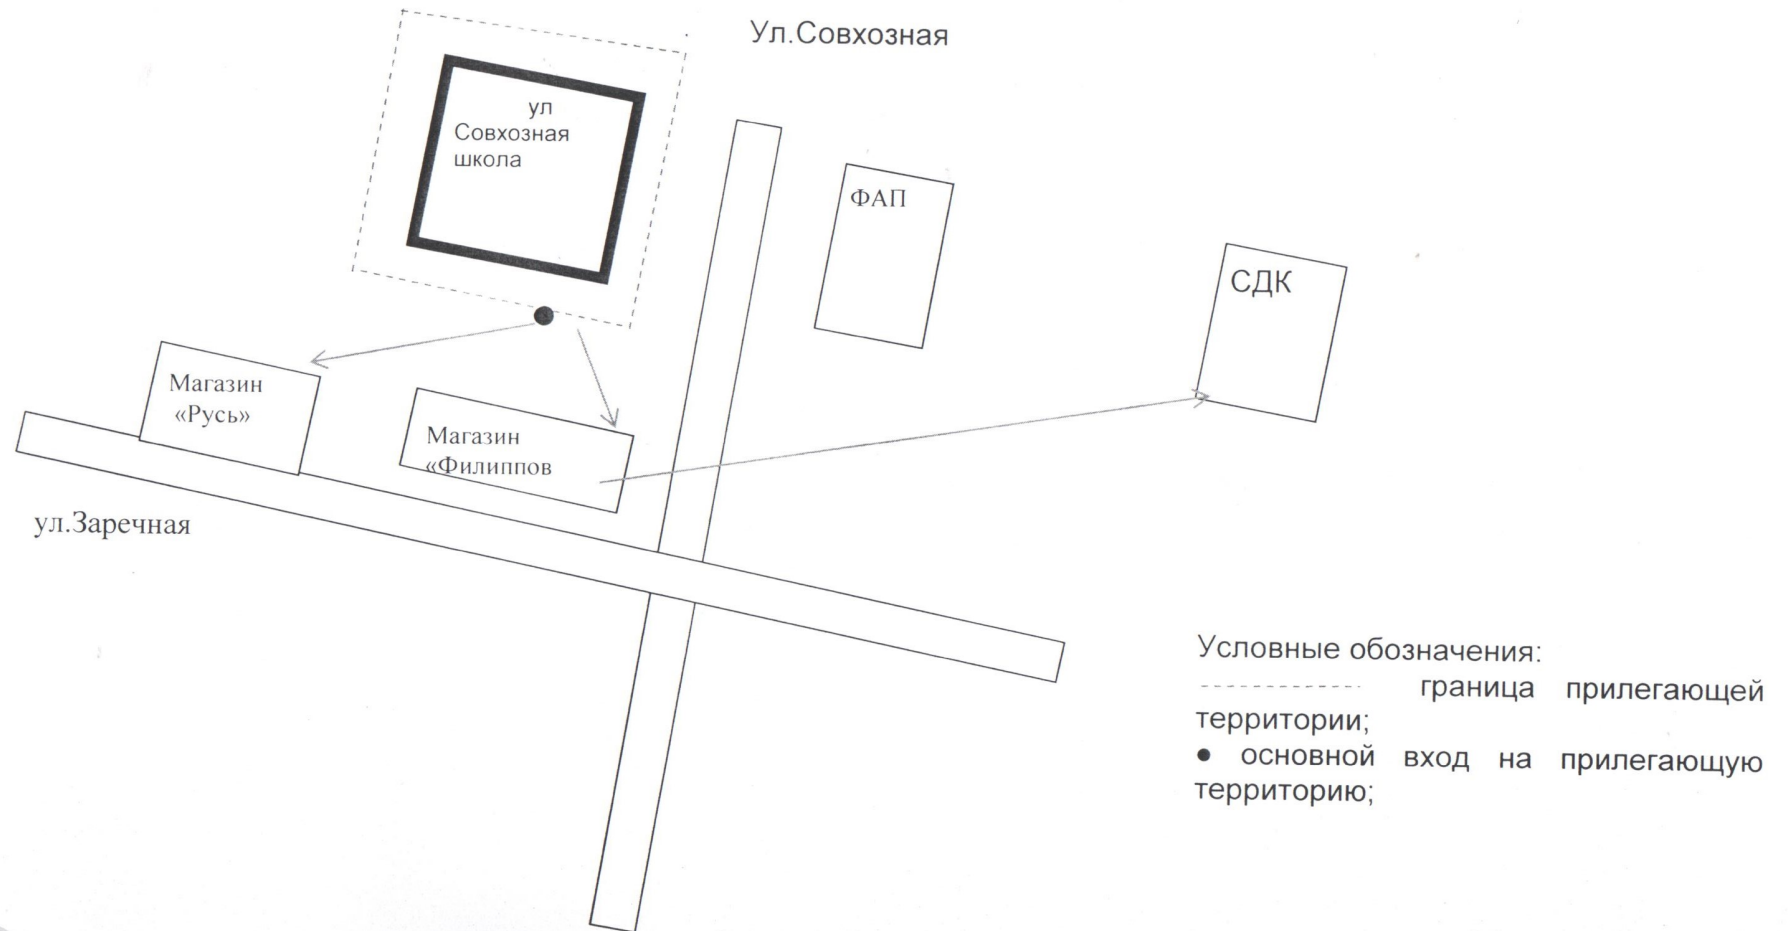 Ул.Совхозная
ул
Совхозная
школа
ФАП
СДК
Магазин
«Русь»
Магазин
«Филиппов
ул.Заречная
Условные обозначения:
граница прилегающей
территории;
● основной вход на прилегающую
территорию;